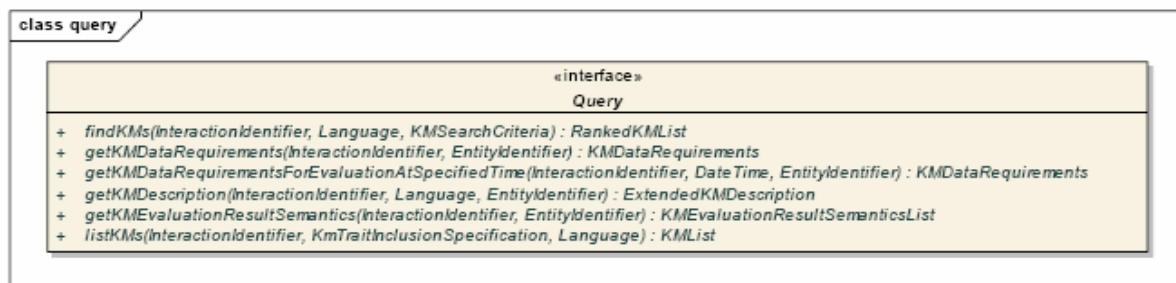 class query
«interface»
Query
+ findKMs(InteractionIdentifier, Language, KMSearchCriteria) : RankedKMList
+ getKMDataRequirements(InteractionIdentifier, EntityIdentifier) : KMDataRequirements
+ getKMDataRequirementsForEvaluationAtSpecifiedTime(InteractionIdentifier, DateTime, EntityIdentifier) : KMDataRequirements
+ getKMDescription(InteractionIdentifier, Language, EntityIdentifier) : ExtendedKMDescription
+ getKMEvaluationResultSemantics(InteractionIdentifier, EntityIdentifier) : KMEvaluationResultSemanticsList
+ listKMs(InteractionIdentifier, KmTraitInclusionSpecification, Language) : KMList